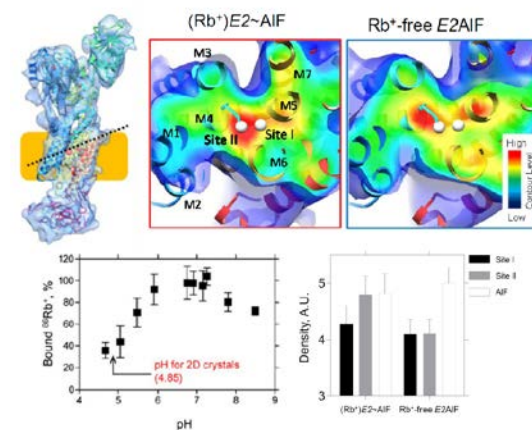 (Rb⁺)E2~AlF
Rb⁺-free E2AlF
M3
M7
M5
M4
M1
Site II
Site I
M6
M2
High
Contour Level
Low
Bound ⁸⁶Rb⁺, %
120
100
80
60
40
20
0
pH for 2D crystals
(4.85)
4 5 6 7 8 9
pH
Density, A.U.
5
4
3
Site I
Site II
AlF
(Rb⁺)E2~AlF Rb⁺-free E2AlF